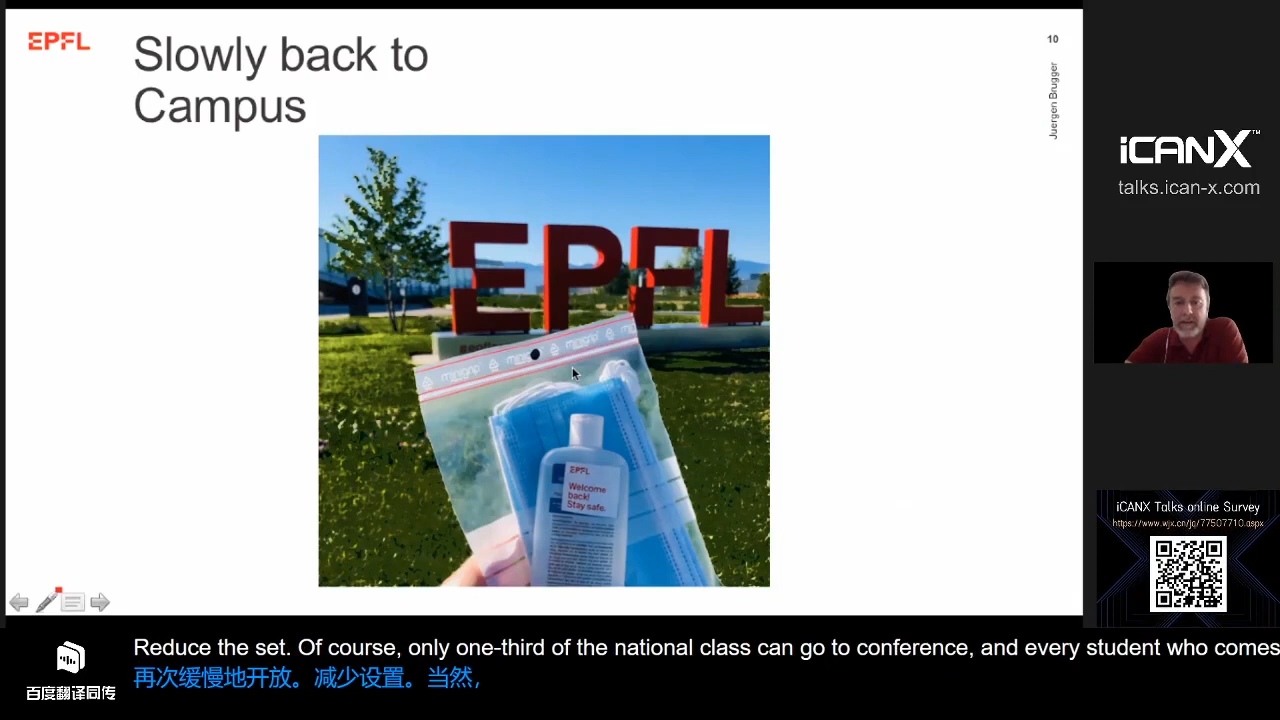 EPFL
Slowly back to
Campus
10
Juergen Brugger
EPFL
EPFL
Welcome
back!
Stay safe.
iCANX™
talks.ican-x.com
iCANX Talks online Survey
https://www.wjx.cn/jq/77507710.aspx
Reduce the set. Of course, only one-third of the national class can go to conference, and every student who comes
再次缓慢地开放。减少设置。当然，
百度翻译同传